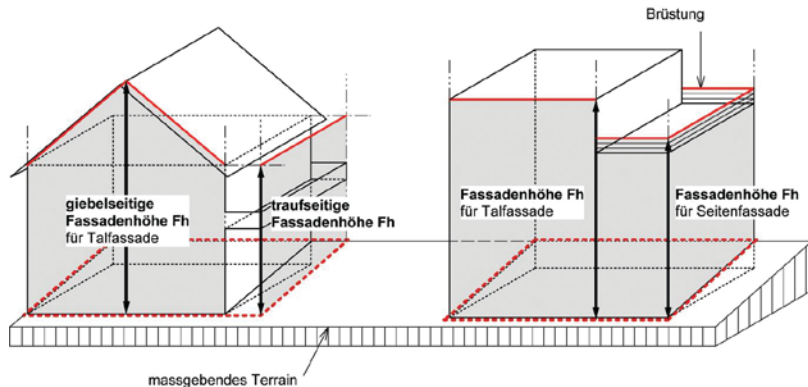 Brüstung
giebelseitige
Fassadenhöhe Fh
für Talfassade
traufseitige
Fassadenhöhe Fh
Fassadenhöhe Fh
für Talfassade
Fassadenhöhe Fh
für Seitenfassade
massgebendes Terrain